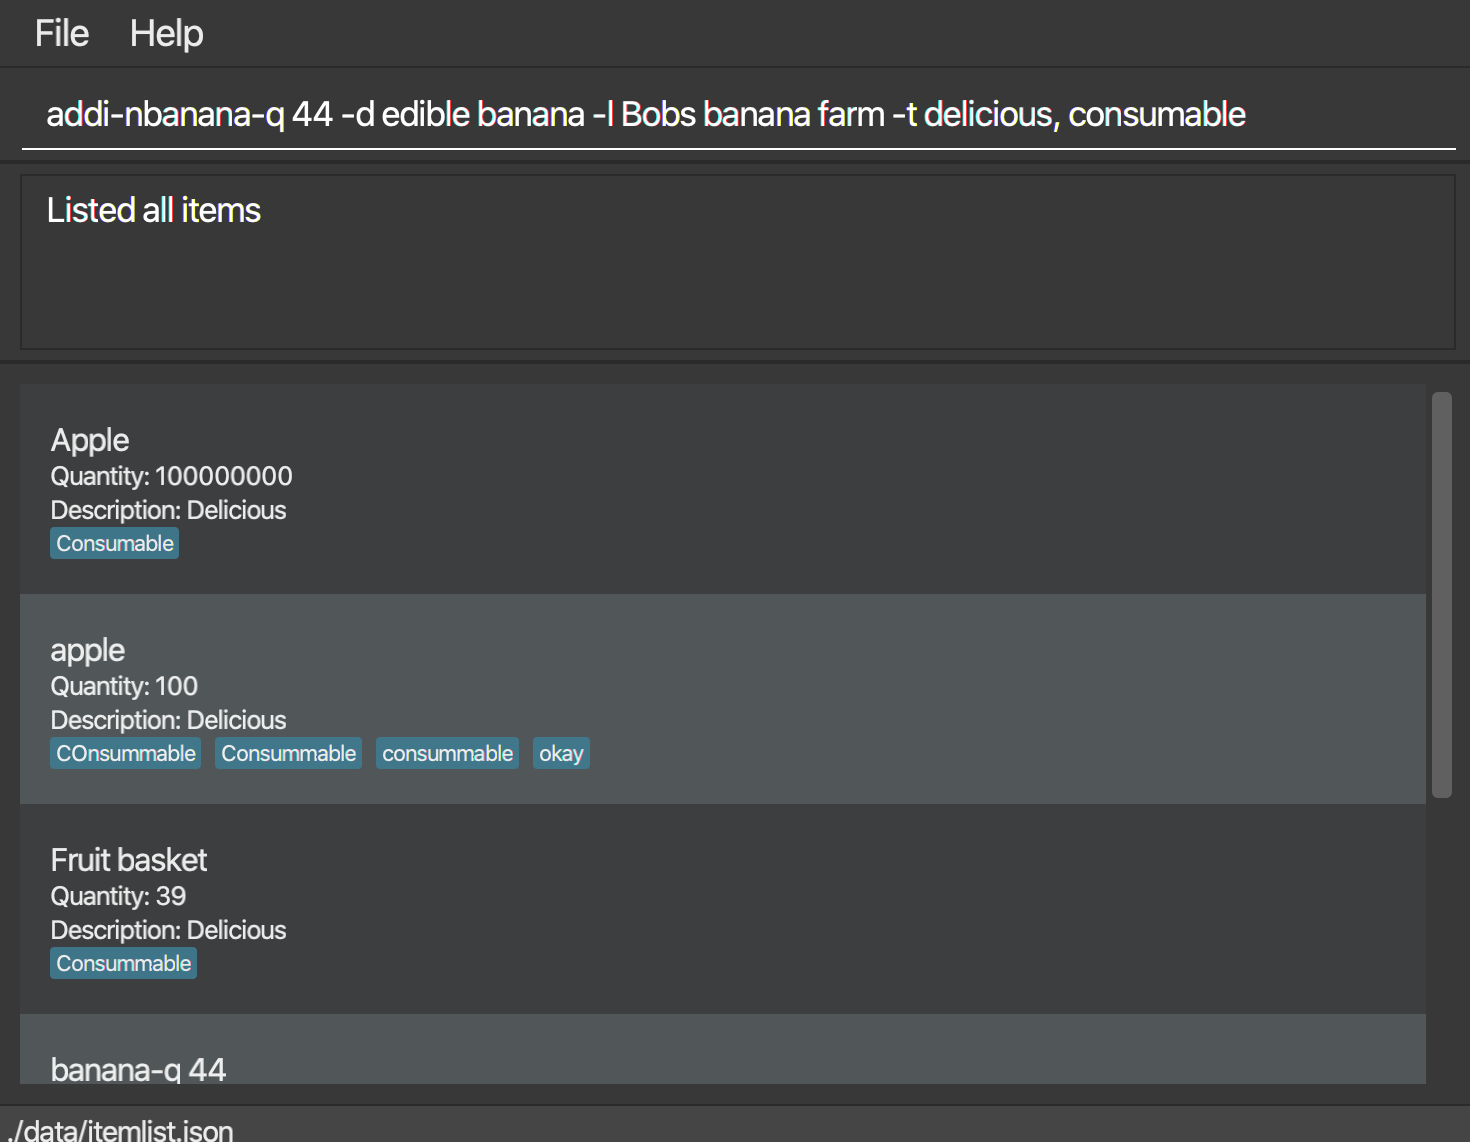 File Help
addi-nbanana-q 44 -d edible banana -l Bobs banana farm -t delicious, consumable
Listed all items
Apple
Quantity: 100000000
Description: Delicious
Consumable
apple
Quantity: 100
Description: Delicious
COnsummable Consummable consummable okay
Fruit basket
Quantity: 39
Description: Delicious
Consummable
banana-q 44
./data/itemlist.json